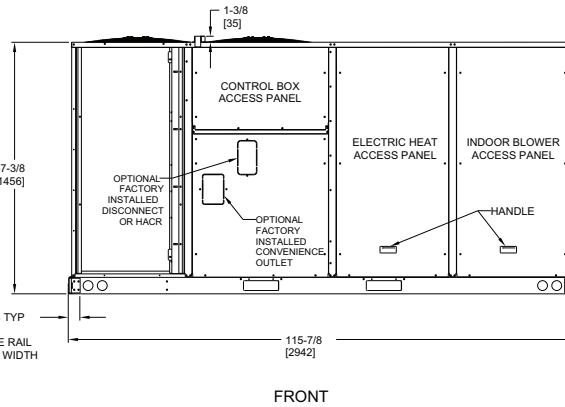 1-3/8
[35]
CONTROL BOX
ACCESS PANEL
7-3/8
1456]
ELECTRIC HEAT
ACCESS PANEL
INDOOR BLOWER
ACCESS PANEL
OPTIONAL
FACTORY
INSTALLED
DISCONNECT
OR HACR
OPTIONAL
FACTORY
INSTALLED
CONVENIENCE
OUTLET
HANDLE
TYP
E RAIL
WIDTH
115-7/8
[2942]
FRONT